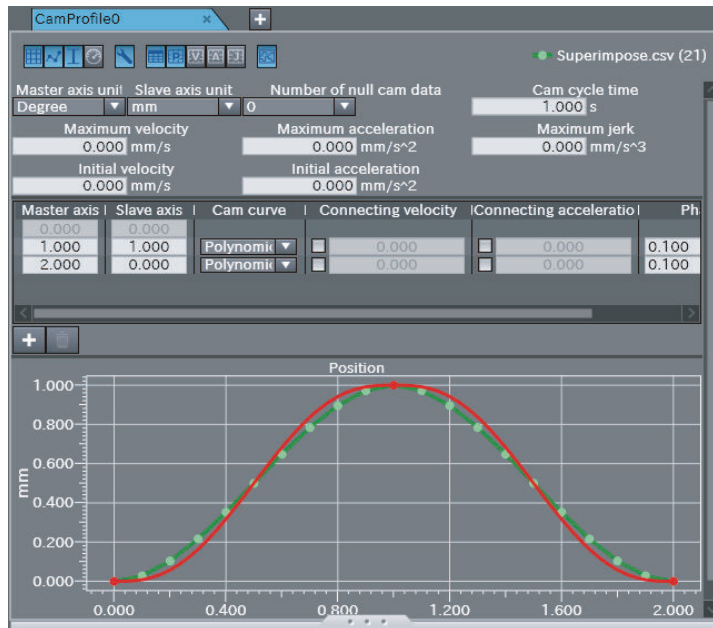 CamProfile0 × +
P V A J
Superimpose.csv (21)
Master axis unit Slave axis unit Number of null cam data Cam cycle time
Degree mm 0 1.000 s
Maximum velocity Maximum acceleration Maximum jerk
0.000 mm/s 0.000 mm/s^2 0.000 mm/s^3
Initial velocity Initial acceleration
0.000 mm/s 0.000 mm/s^2
Master axis Slave axis Cam curve Connecting velocity Connecting acceleratio Pha
0.000 0.000
1.000 1.000 Polynomic 0.000 0.000 0.100
2.000 0.000 Polynomic 0.000 0.000 0.100
+
Position
1.000
0.800
0.600
mm
0.400
0.200
0.000
0.000 0.400 0.800 1.200 1.600 2.000